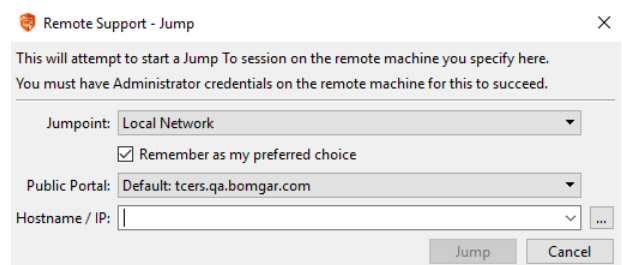 Remote Support - Jump
This will attempt to start a Jump To session on the remote machine you specify here.
You must have Administrator credentials on the remote machine for this to succeed.
Jumpoint: Local Network
Remember as my preferred choice
Public Portal: Default: tcers.qa.bomgar.com
Hostname / IP:
...
Jump Cancel